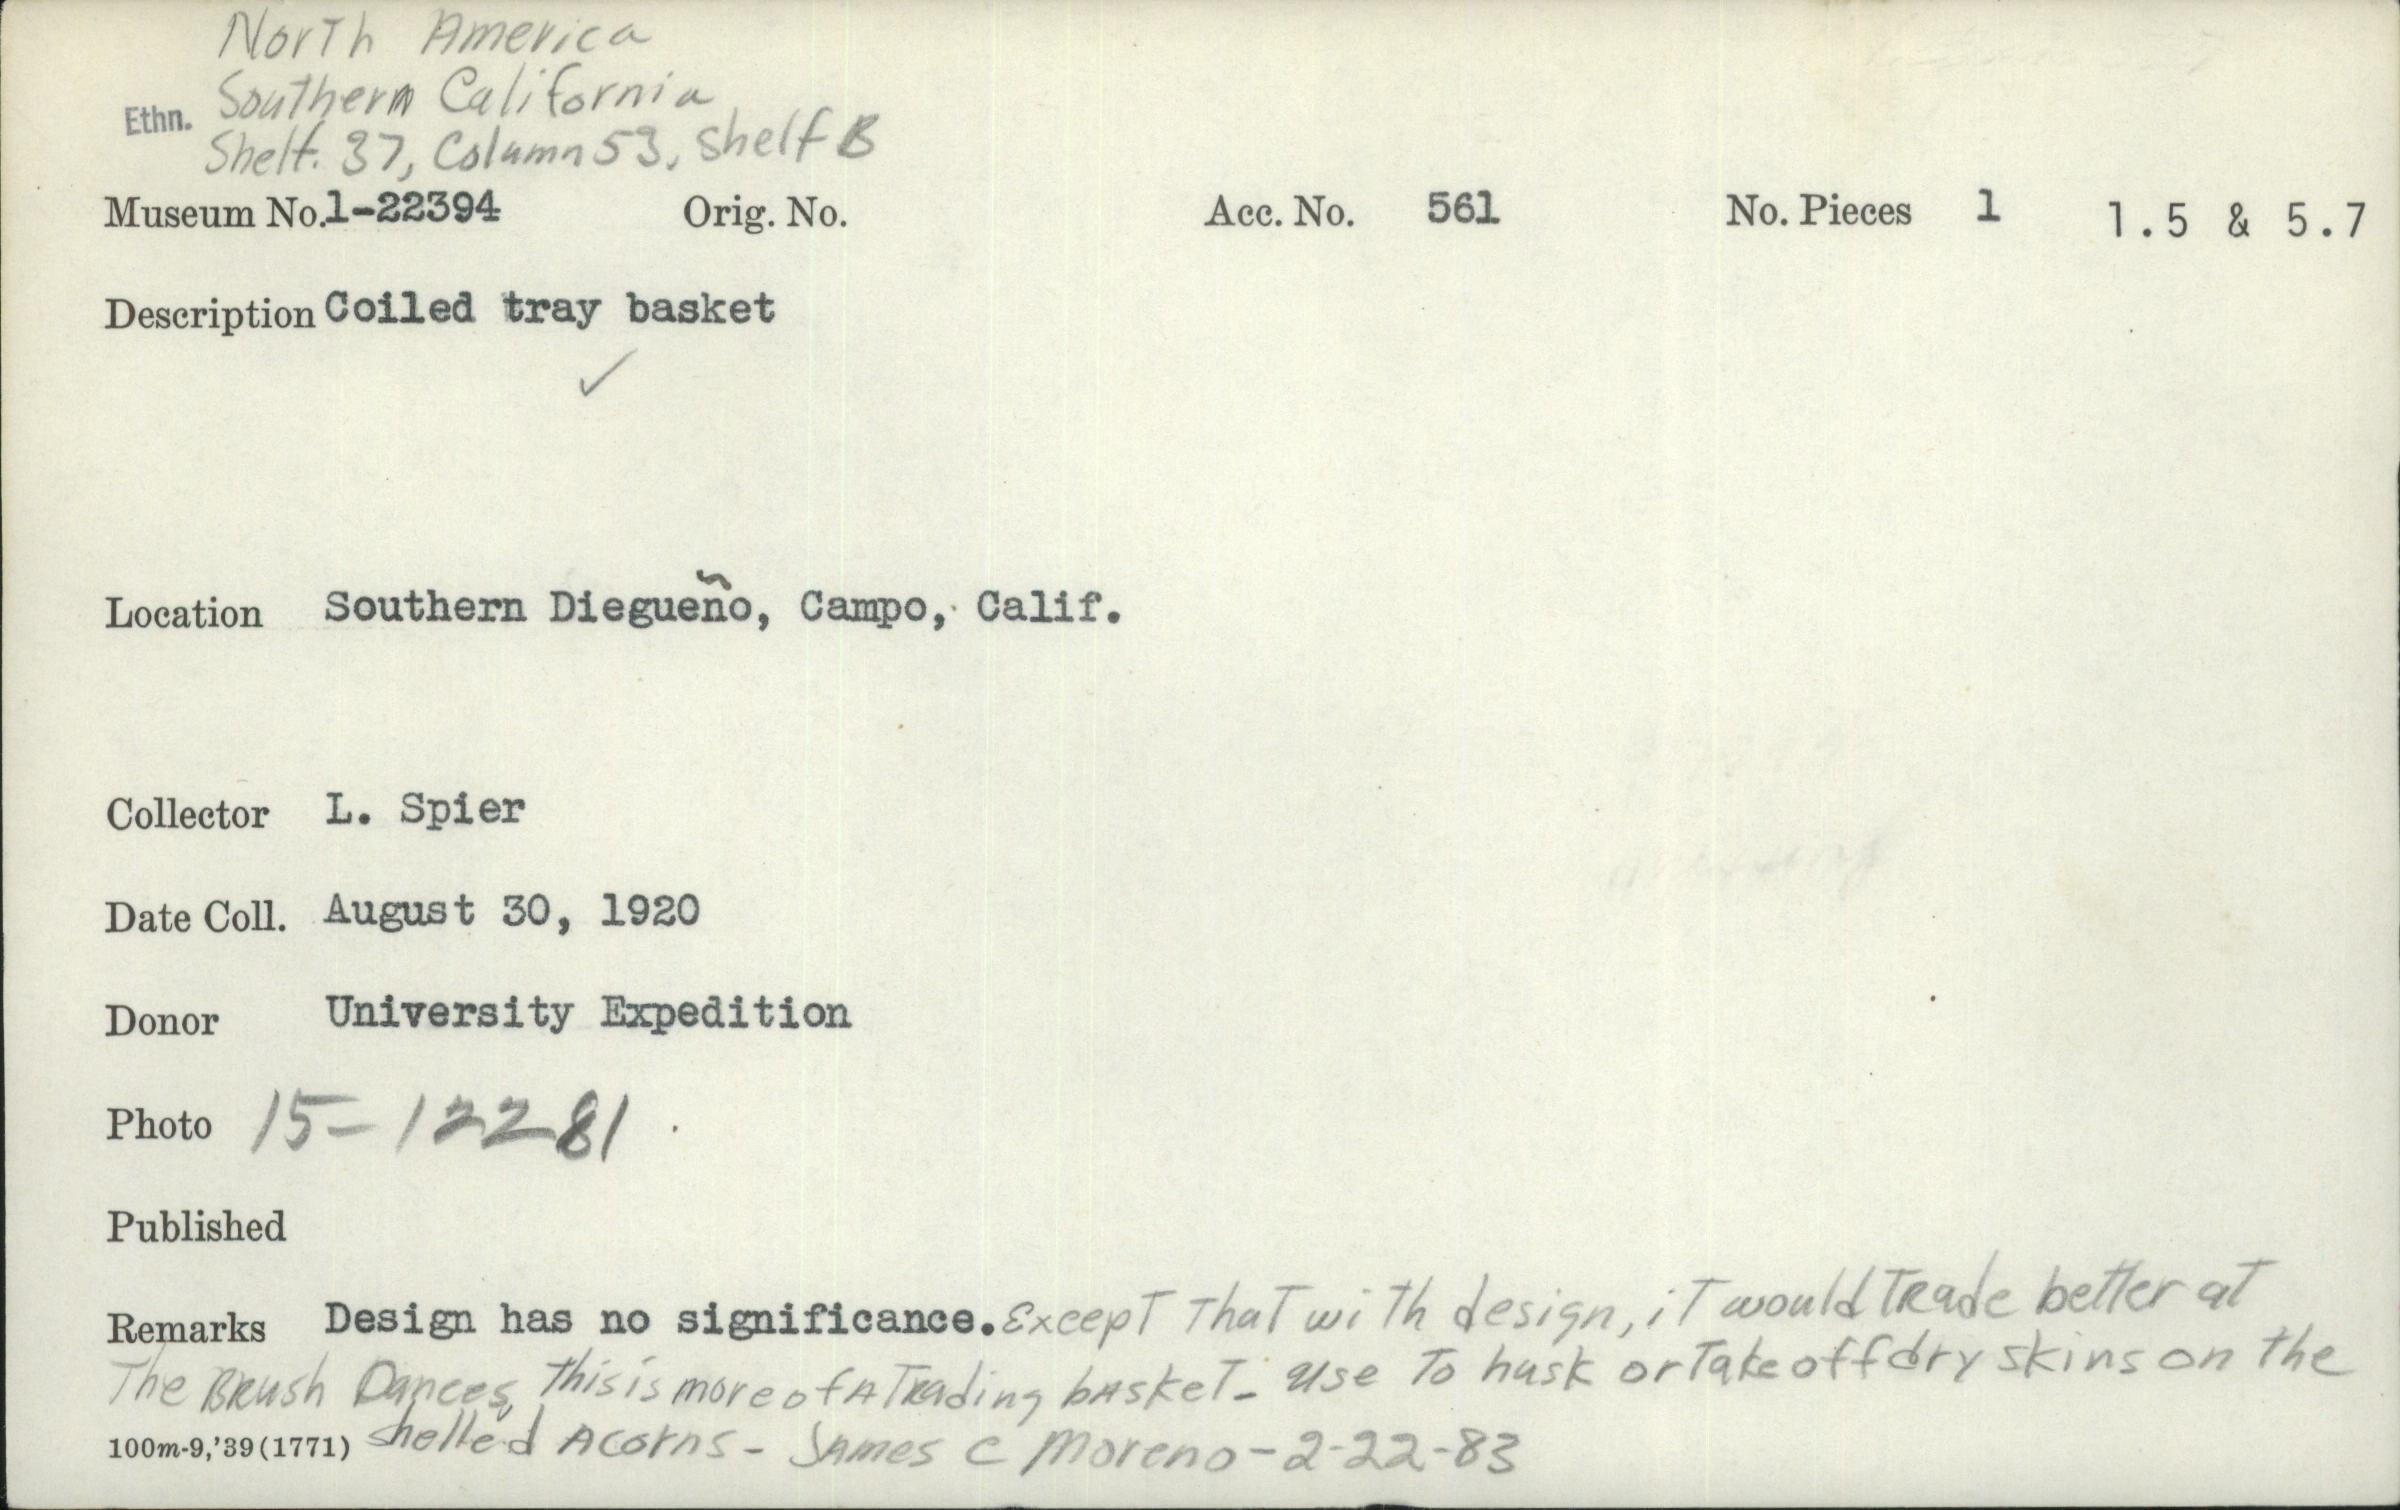 North America
Southern California
Ethn.
Shelf. 37, Column 53, Shelf B
Museum No. 1-22394 Orig. No. Acc. No. 561 No. Pieces 1 1.5 & 5.7
Description Coiled tray basket
✓
Location Southern Diegueño, Campo, Calif.
Collector L. Spier
Date Coll. August 30, 1920
Donor University Expedition
Photo 15-12281
Published
Remarks Design has no significance. Except That with design, iT would Trade better at
The Brush Dances, this is more of A Trading basket- Use To husk or Take off dry skins on the
shelled Acorns - James C Moreno - 2-22-83
100m-9,'39(1771)